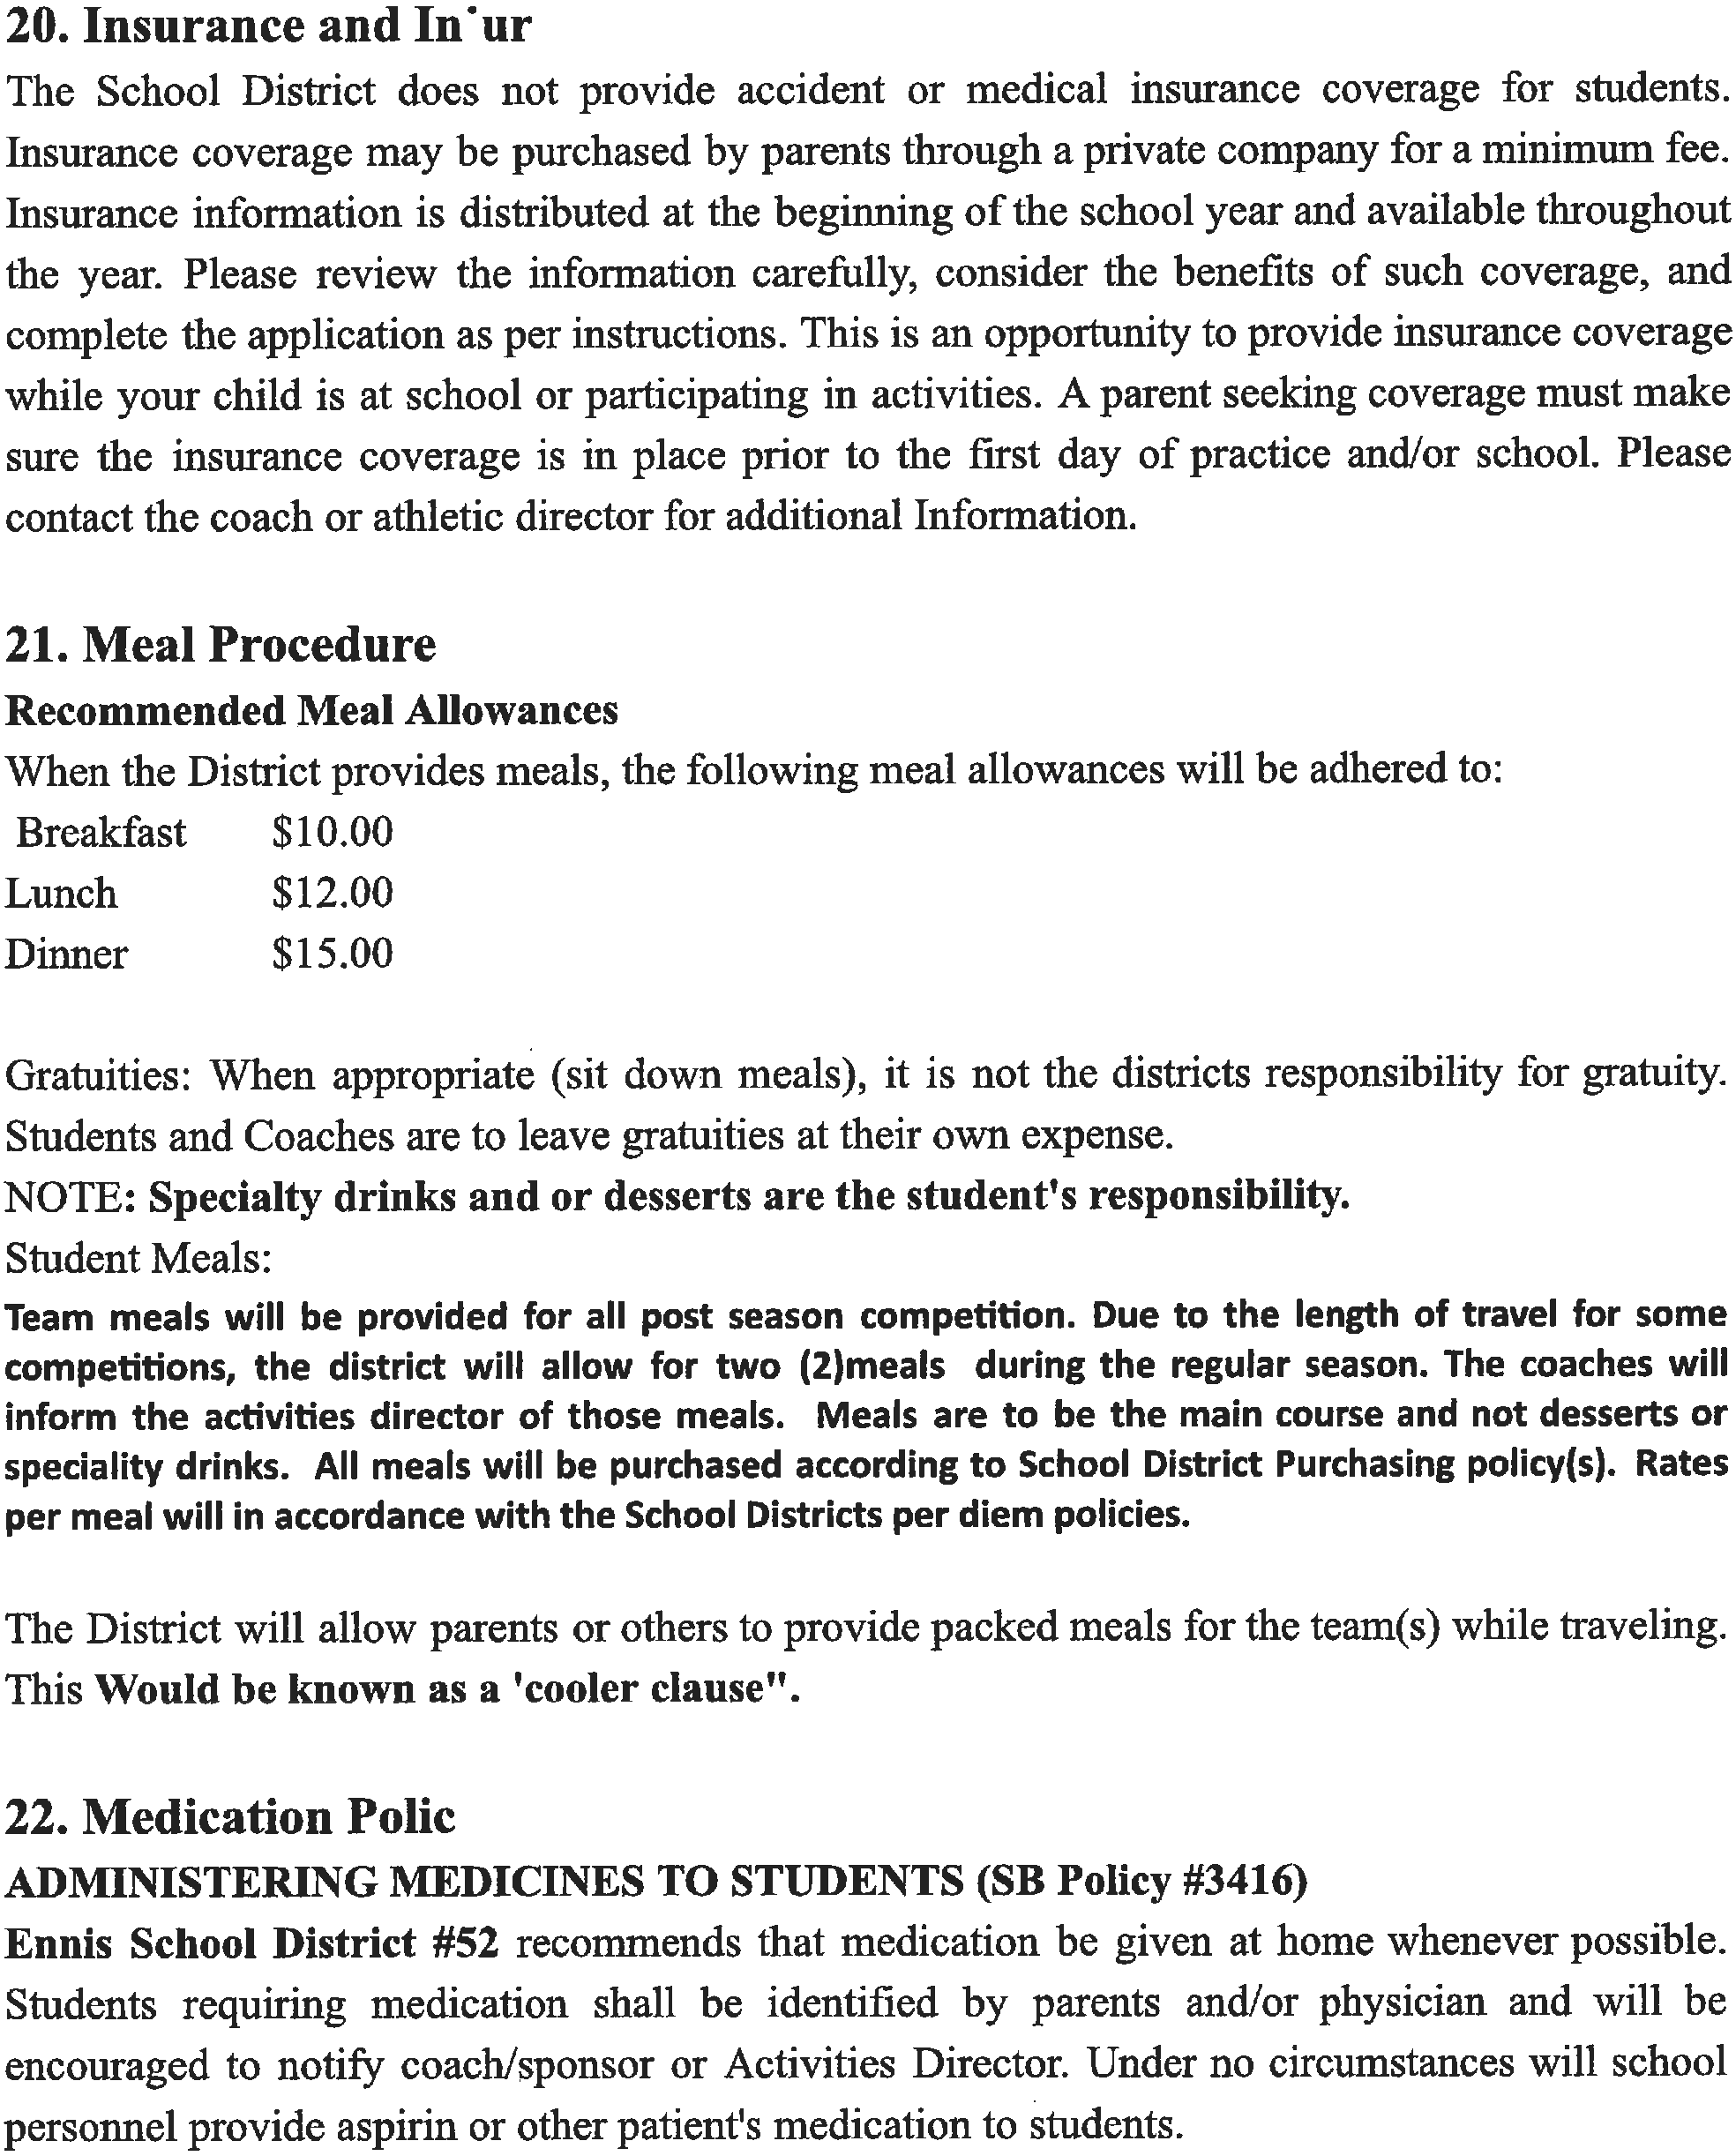 20. Insurance and In'ur
The School District does not provide accident or medical insurance coverage for students.
Insurance coverage may be purchased by parents through a private company for a minimum fee.
Insurance information is distributed at the beginning of the school year and available throughout
the year. Please review the information carefully, consider the benefits of such coverage, and
complete the application as per instructions. This is an opportunity to provide insurance coverage
while your child is at school or participating in activities. A parent seeking coverage must make
sure the insurance coverage is in place prior to the first day of practice and/or school. Please
contact the coach or athletic director for additional Information.
21. Meal Procedure
Recommended Meal Allowances
When the District provides meals, the following meal allowances will be adhered to:
Breakfast $10.00
Lunch $12.00
Dinner $15.00
Gratuities: When appropriate (sit down meals), it is not the districts responsibility for gratuity.
Students and Coaches are to leave gratuities at their own expense.
NOTE: Specialty drinks and or desserts are the student's responsibility.
Student Meals:
Team meals will be provided for all post season competition. Due to the length of travel for some
competitions, the district will allow for two (2)meals during the regular season. The coaches will
inform the activities director of those meals. Meals are to be the main course and not desserts or
speciality drinks. All meals will be purchased according to School District Purchasing policy(s). Rates
per meal will in accordance with the School Districts per diem policies.
The District will allow parents or others to provide packed meals for the team(s) while traveling.
This Would be known as a 'cooler clause".
22. Medication Polic
ADMINISTERING MEDICINES TO STUDENTS (SB Policy #3416)
Ennis School District #52 recommends that medication be given at home whenever possible.
Students requiring medication shall be identified by parents and/or physician and will be
encouraged to notify coach/sponsor or Activities Director. Under no circumstances will school
personnel provide aspirin or other patient's medication to students.